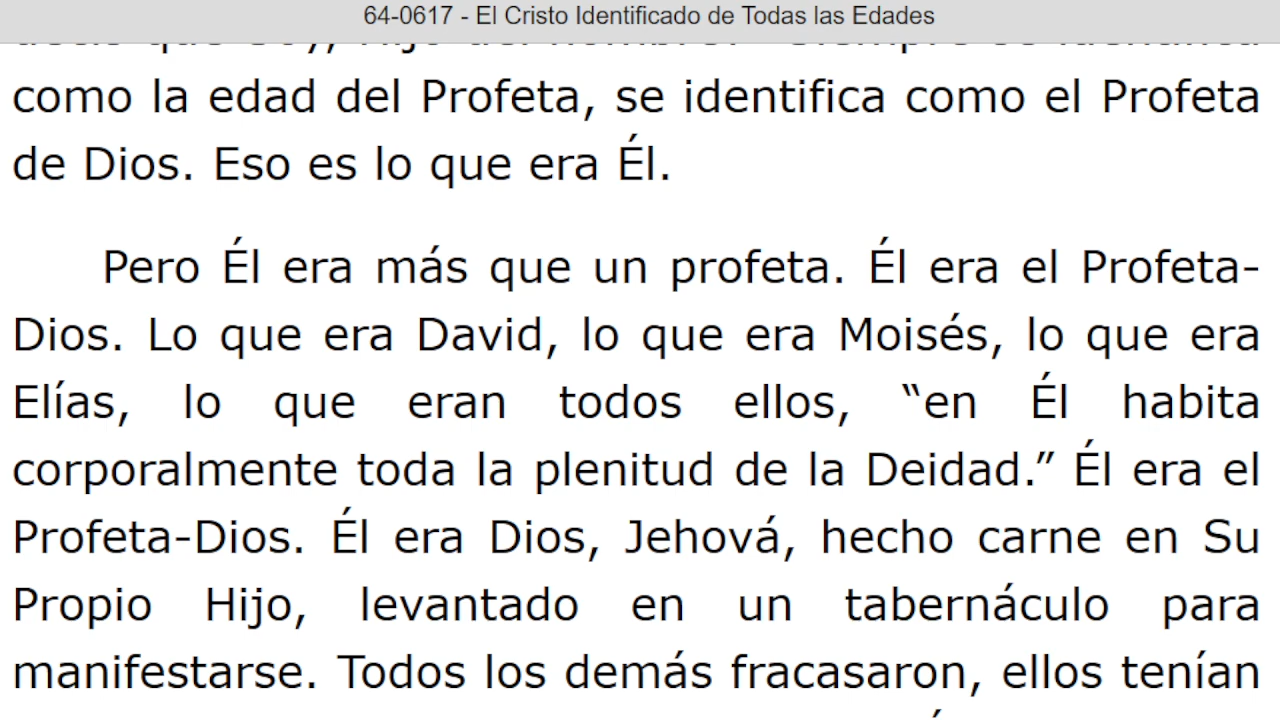 64-0617 - El Cristo Identificado de Todas las Edades
como la edad del Profeta, se identifica como el Profeta
de Dios. Eso es lo que era Él.
Pero Él era más que un profeta. Él era el Profeta-
Dios. Lo que era David, lo que era Moisés, lo que era
Elías, lo que eran todos ellos, “en Él habita
corporalmente toda la plenitud de la Deidad.” Él era el
Profeta-Dios. Él era Dios, Jehová, hecho carne en Su
Propio Hijo, levantado en un tabernáculo para
manifestarse. Todos los demás fracasaron, ellos tenían